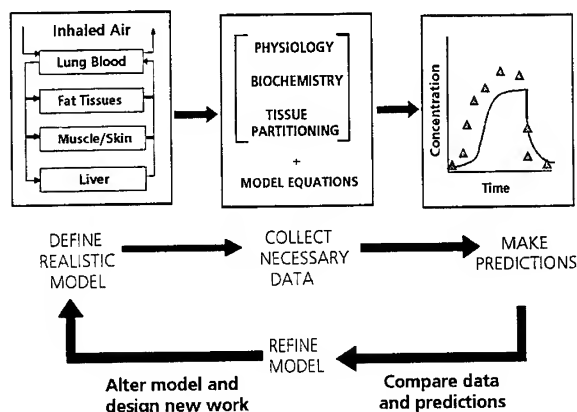 Inhaled Air
Lung Blood
Fat Tissues
Muscle/Skin
Liver
PHYSIOLOGY
BIOCHEMISTRY
TISSUE
PARTITIONING
+
MODEL EQUATIONS
Concentration
Time
DEFINE
REALISTIC
MODEL
COLLECT
NECESSARY
DATA
MAKE
PREDICTIONS
REFINE
MODEL
Alter model and
design new work
Compare data
and predictions